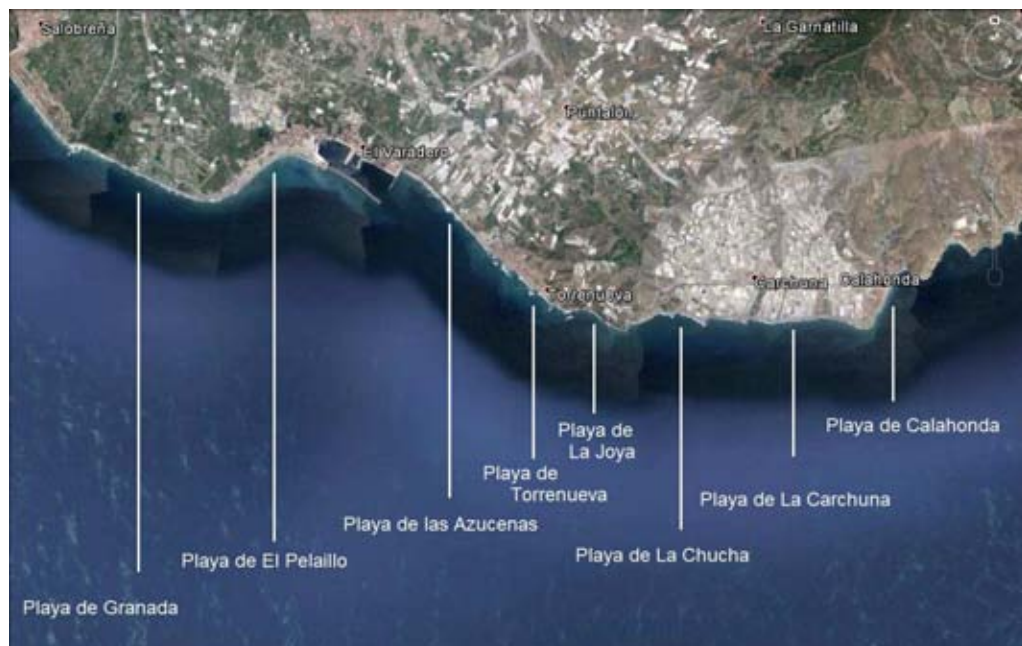 Salobreña
La Garnatilla
Puntalón
El Varadero
Torrenueva
Carchuna
Calahonda
Playa de
La Joya
Playa de Calahonda
Playa de
Torrenueva
Playa de La Carchuna
Playa de las Azucenas
Playa de El Pelaillo
Playa de La Chucha
Playa de Granada